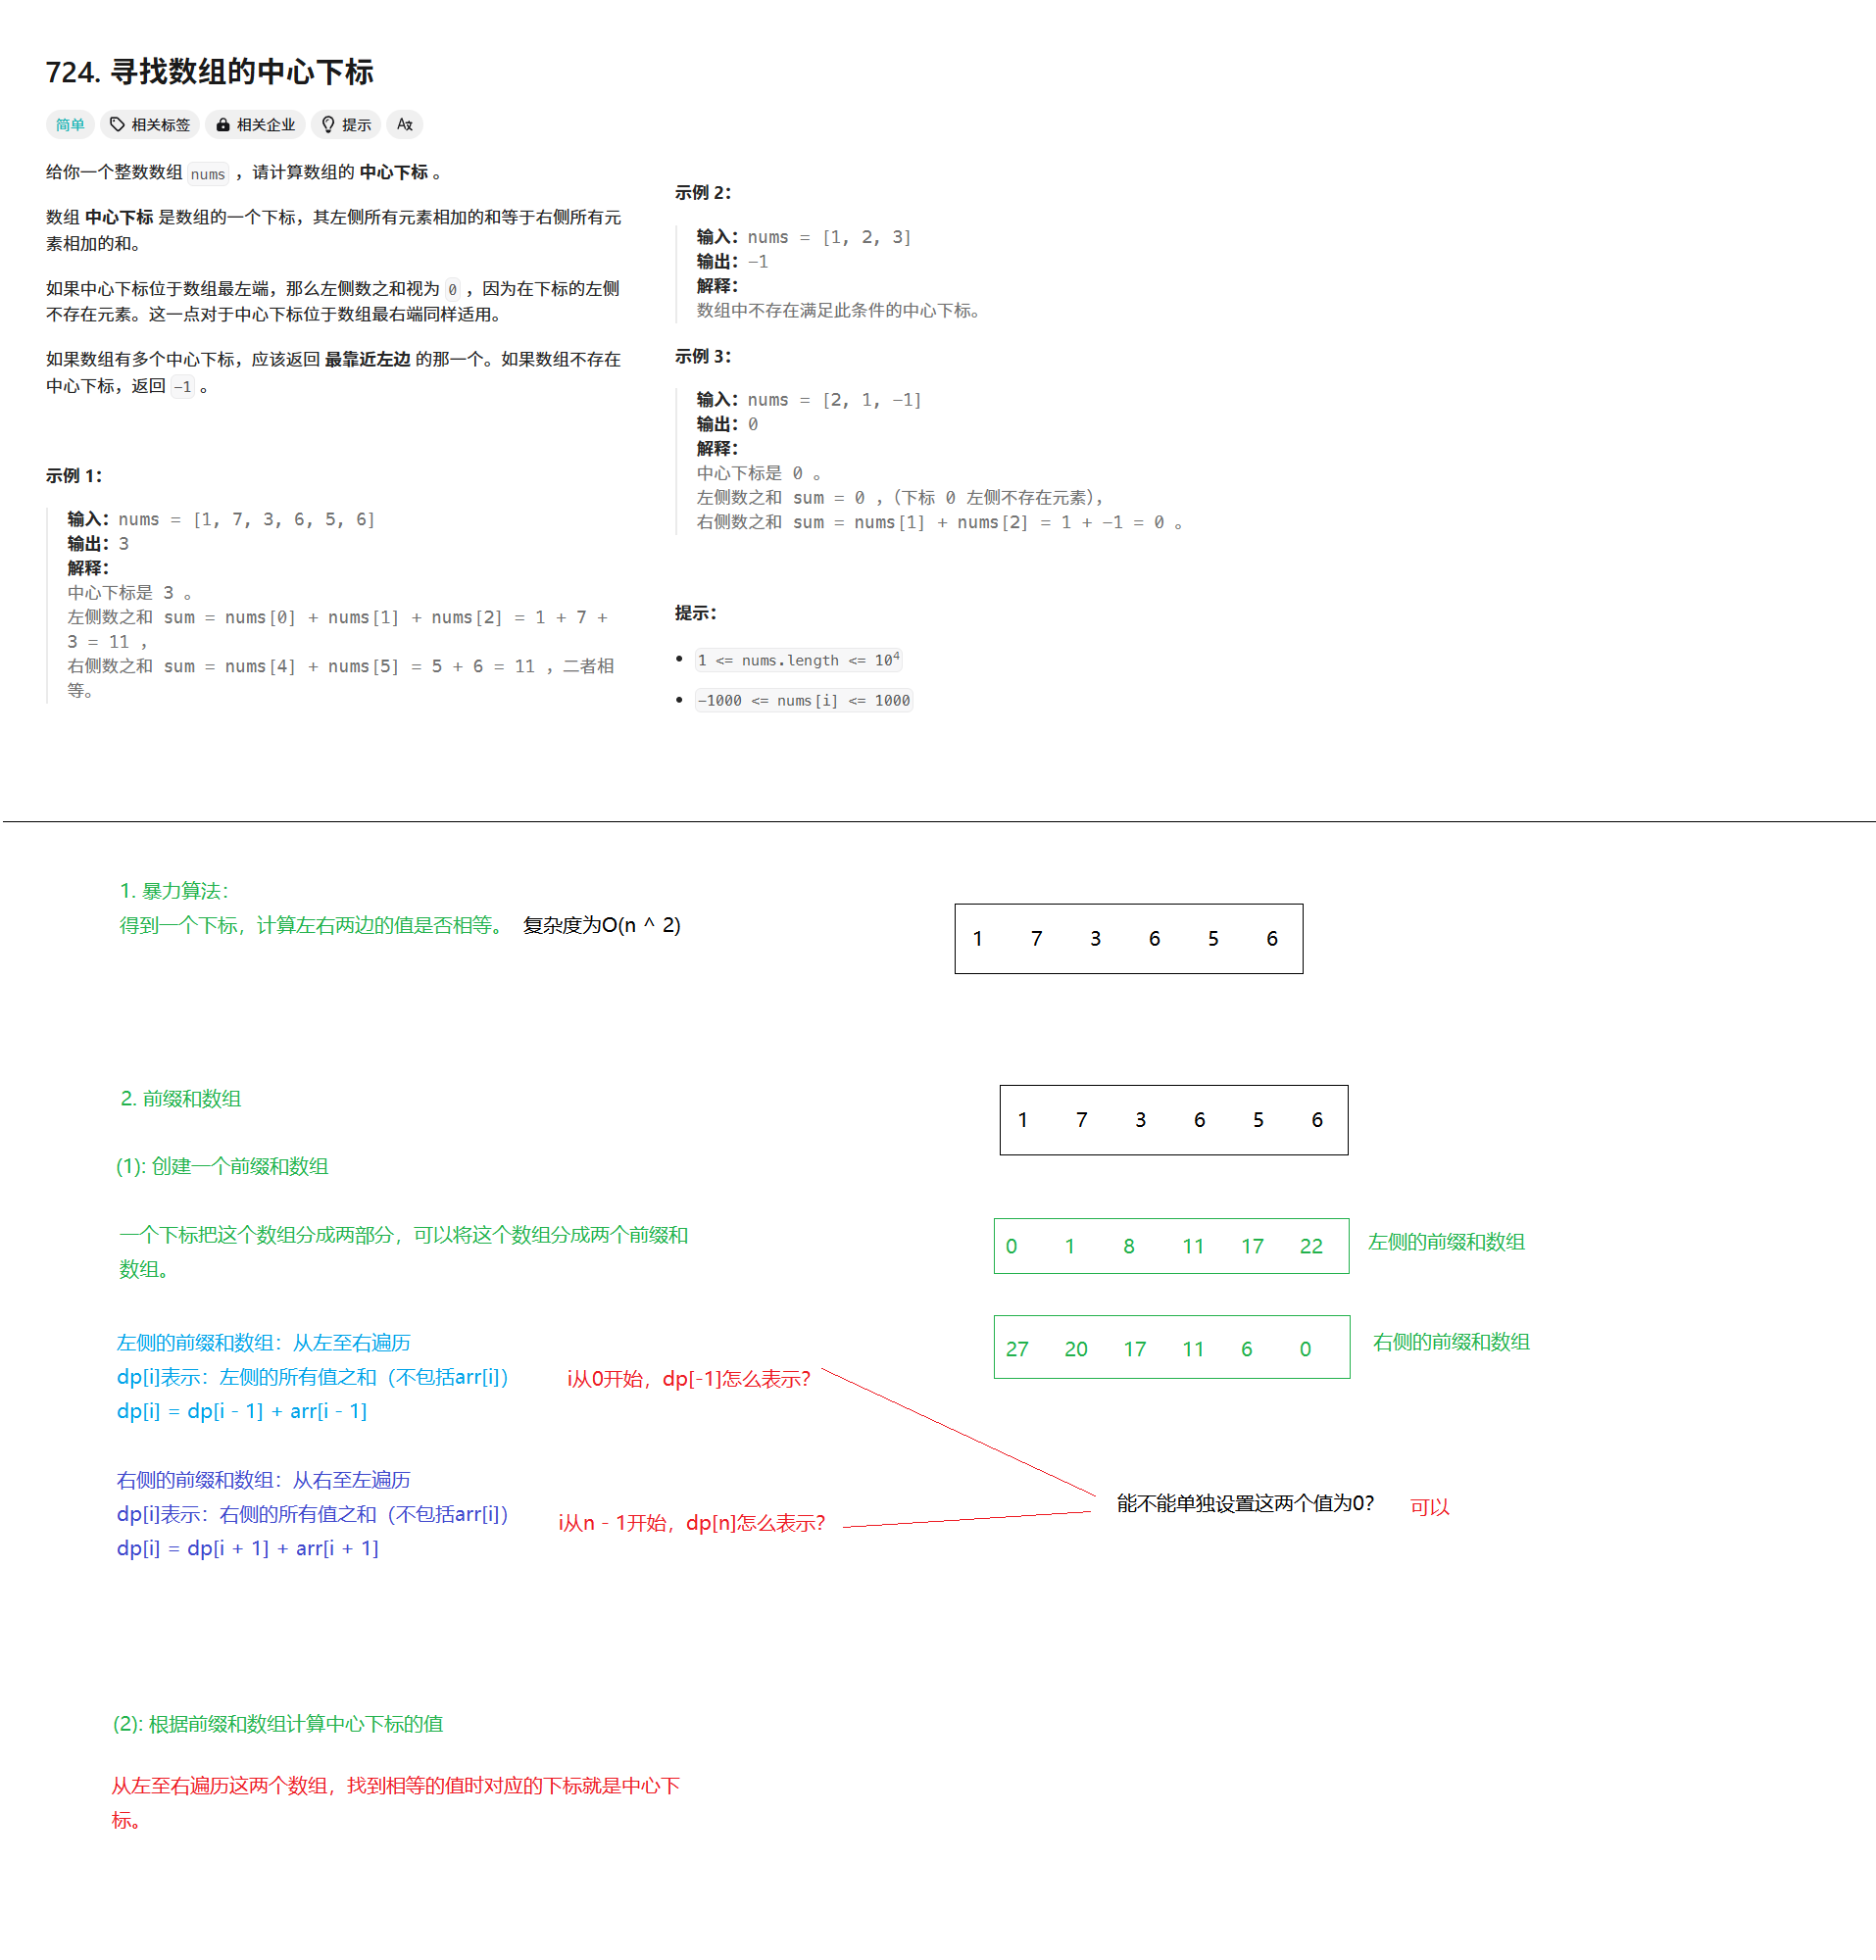 724. 寻找数组的中心下标
简单 相关标签 相关企业 提示 A文
给你一个整数数组 nums ，请计算数组的 中心下标 。
数组 中心下标 是数组的一个下标，其左侧所有元素相加的和等于右侧所有元
素相加的和。
如果中心下标位于数组最左端，那么左侧数之和视为 0 ，因为在下标的左侧
不存在元素。这一点对于中心下标位于数组最右端同样适用。
如果数组有多个中心下标，应该返回 最靠近左边 的那一个。如果数组不存在
中心下标，返回 -1 。
示例 1：
输入：nums = [1, 7, 3, 6, 5, 6]
输出：3
解释：
中心下标是 3 。
左侧数之和 sum = nums[0] + nums[1] + nums[2] = 1 + 7 +
3 = 11 ，
右侧数之和 sum = nums[4] + nums[5] = 5 + 6 = 11 ，二者相
等。
示例 2：
输入：nums = [1, 2, 3]
输出：-1
解释：
数组中不存在满足此条件的中心下标。
示例 3：
输入：nums = [2, 1, -1]
输出：0
解释：
中心下标是 0 。
左侧数之和 sum = 0 ，（下标 0 左侧不存在元素），
右侧数之和 sum = nums[1] + nums[2] = 1 + -1 = 0 。
提示：
• 1 <= nums.length <= 10⁴
• -1000 <= nums[i] <= 1000
1. 暴力算法：
得到一个下标，计算左右两边的值是否相等。 复杂度为O(n ^ 2)
1 7 3 6 5 6
2. 前缀和数组
1 7 3 6 5 6
(1): 创建一个前缀和数组
一个下标把这个数组分成两部分，可以将这个数组分成两个前缀和
数组。
0 1 8 11 17 22 左侧的前缀和数组
27 20 17 11 6 0 右侧的前缀和数组
左侧的前缀和数组：从左至右遍历
dp[i]表示：左侧的所有值之和（不包括arr[i]） i从0开始，dp[-1]怎么表示？
dp[i] = dp[i - 1] + arr[i - 1]
右侧的前缀和数组：从右至左遍历
dp[i]表示：右侧的所有值之和（不包括arr[i]） i从n - 1开始，dp[n]怎么表示？
dp[i] = dp[i + 1] + arr[i + 1]
能不能单独设置这两个值为0？ 可以
(2): 根据前缀和数组计算中心下标的值
从左至右遍历这两个数组，找到相等的值时对应的下标就是中心下
标。